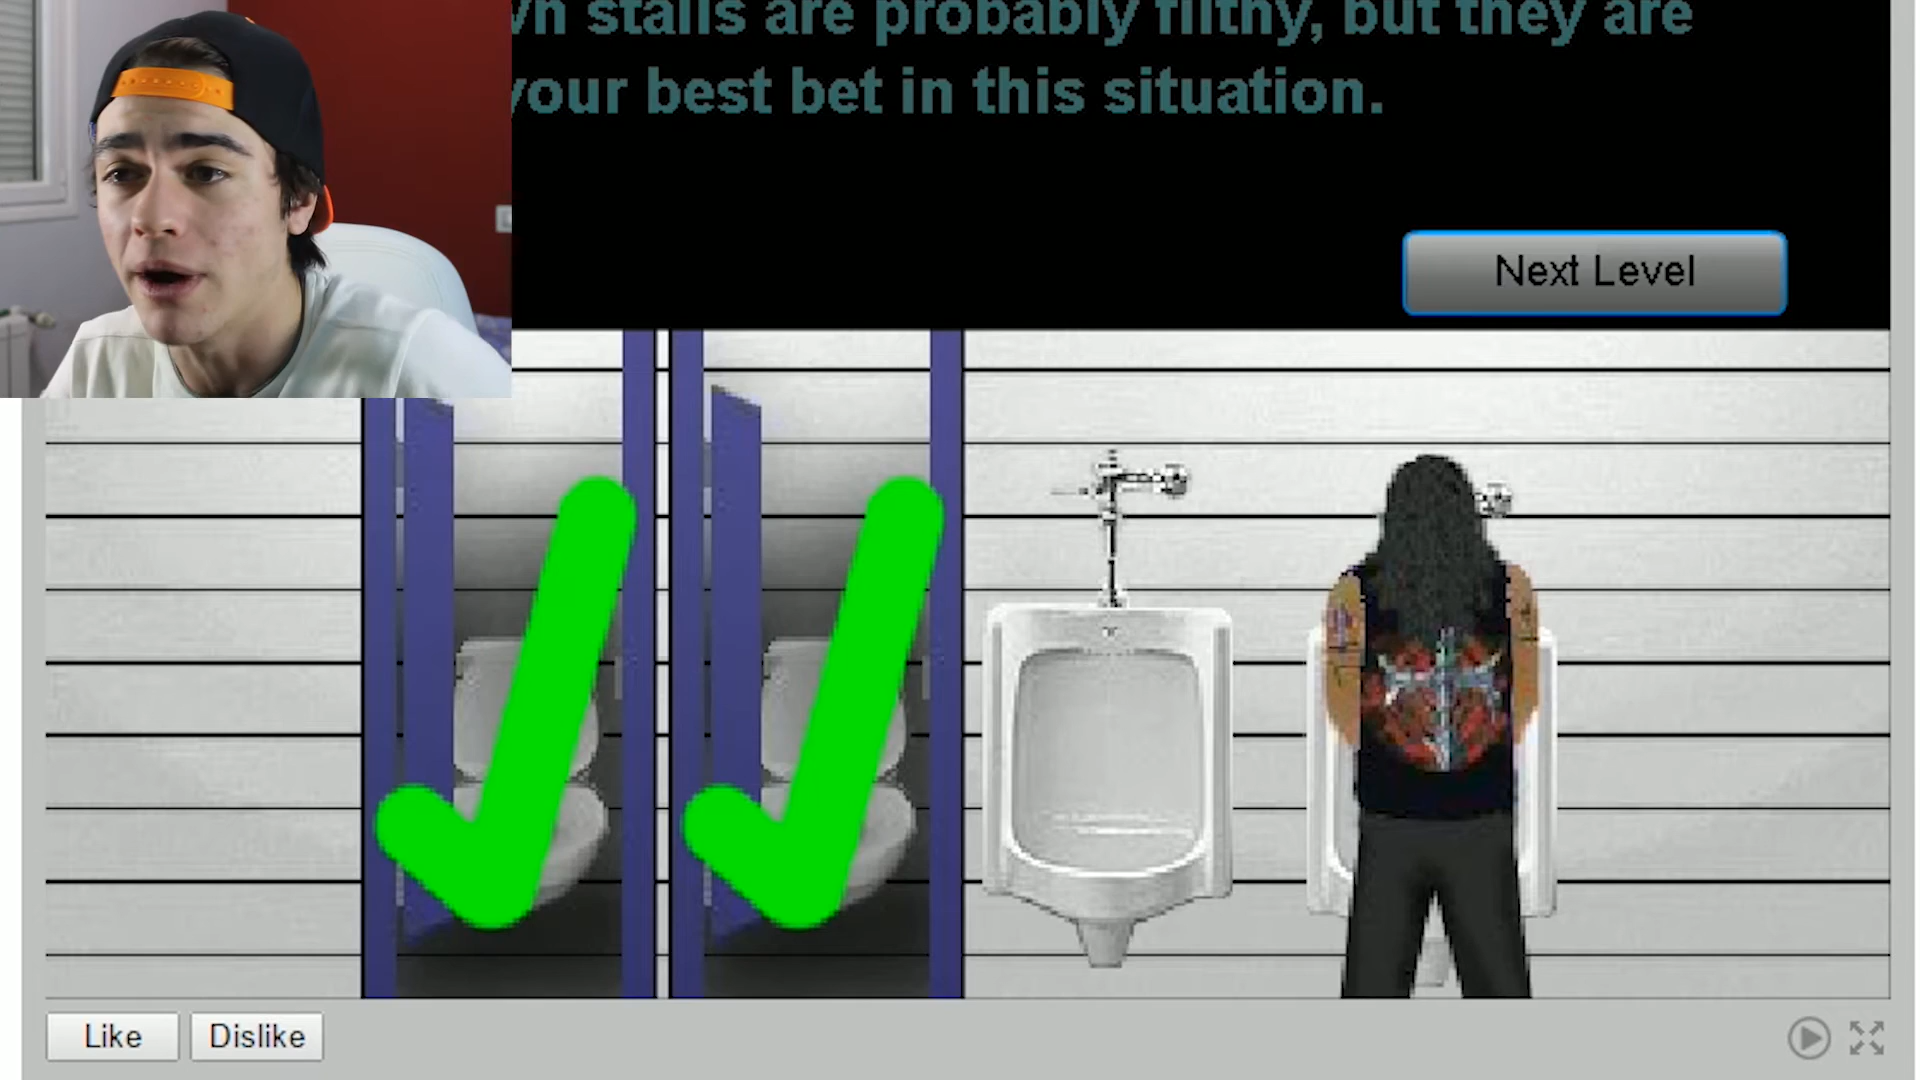 stalls are probably filthy, but they are
your best bet in this situation.
Next Level
Like
Dislike